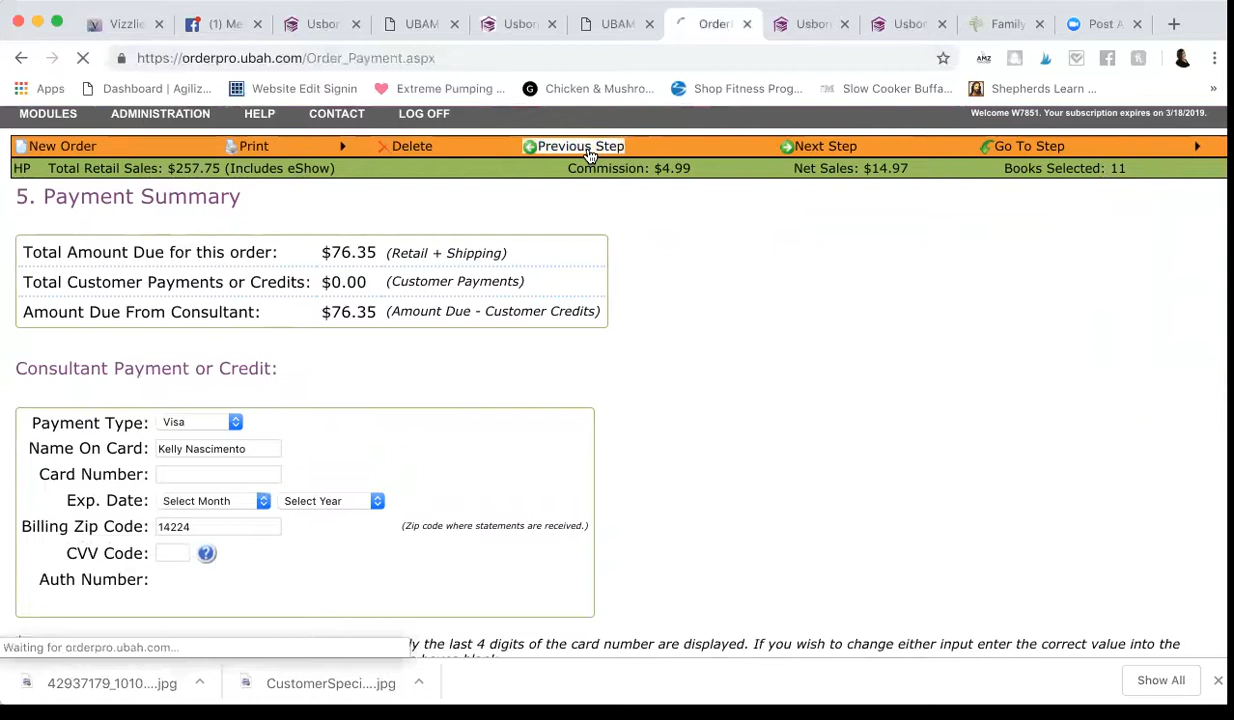 Vizzlie
(1) Me
Usbor
UBAM
Usbor
UBAM
Order
Usbor
Usbor
Family
Post A
https://orderpro.ubah.com/Order_Payment.aspx
Apps
Dashboard | Agiliz...
Website Edit Signin
Extreme Pumping ...
Chicken & Mushro...
Shop Fitness Prog...
Slow Cooker Buffa...
Shepherds Learn ...
MODULES ADMINISTRATION HELP CONTACT LOG OFF Welcome W7851. Your subscription expires on 3/18/2019.
New Order Print Delete Previous Step Next Step Go To Step
HP Total Retail Sales: $257.75 (Includes eShow) Commission: $4.99 Net Sales: $14.97 Books Selected: 11
5. Payment Summary
Total Amount Due for this order: $76.35 (Retail + Shipping)
Total Customer Payments or Credits: $0.00 (Customer Payments)
Amount Due From Consultant: $76.35 (Amount Due - Customer Credits)
Consultant Payment or Credit:
Payment Type: Visa
Name On Card: Kelly Nascimento
Card Number:
Exp. Date: Select Month Select Year
Billing Zip Code: 14224 (Zip code where statements are received.)
CVV Code:
Auth Number:
Waiting for orderpro.ubah.com...
the last 4 digits of the card number are displayed. If you wish to change either input enter the correct value into the
42937179_1010....jpg
CustomerSpeci....jpg
Show All